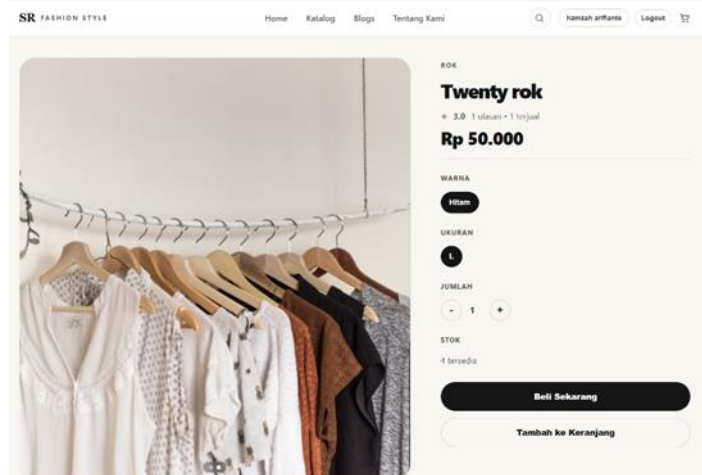 SR FASHION STYLE
Home Katalog Blogs Tentang Kami
hamzah arifianto Logout
ROK
Twenty rok
★ 3.0 1 ulasan • 1 terjual
Rp 50.000
WARNA
Hitam
UKURAN
L
JUMLAH
- 1 +
STOK
4 tersedia
Beli Sekarang
Tambah ke Keranjang